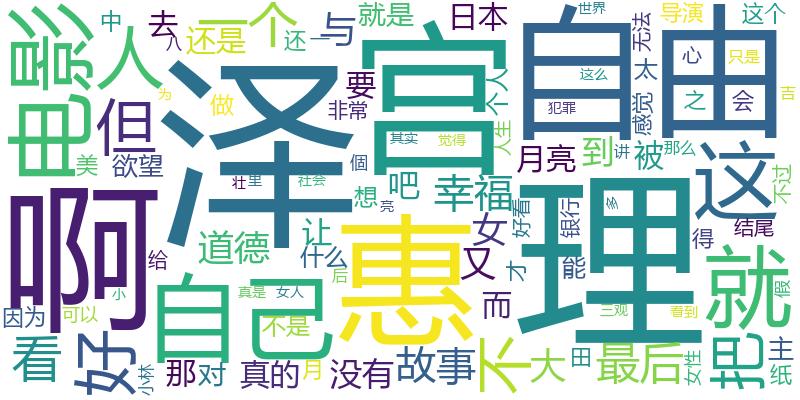 电影
中
人
去
八
还是
一个
还
一
与
就是
日本
世界
无法
导演
这个
泽
宫
自由
太
心
只是
之
会
吉
但
为
做
要
非常
个人
犯罪
这么
感觉
美
欲望
個
其实
觉得
人生
月亮
到
讲
被
那么
这
不过
啊
壮
里
社会
想
亮
吧
幸福
好看
银行
多
理
得
结尾
道德
让
惠
女
又
才
能
给
什么
自己
后
真是
女人
小
不是
而
三观
看到
就
假
因为
可以
看
好
小林
那
对
真的
月
没有
故事
不
大
田
最后
女性
把
主
纸